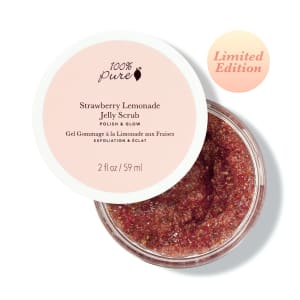 100%
Pure
Strawberry Lemonade
Jelly Scrub
POLISH & GLOW
Gel Gommage à la Limonade aux Fraises
EXFOLIATION & ÉCLAT
2 fl oz / 59 ml
Limited
Edition